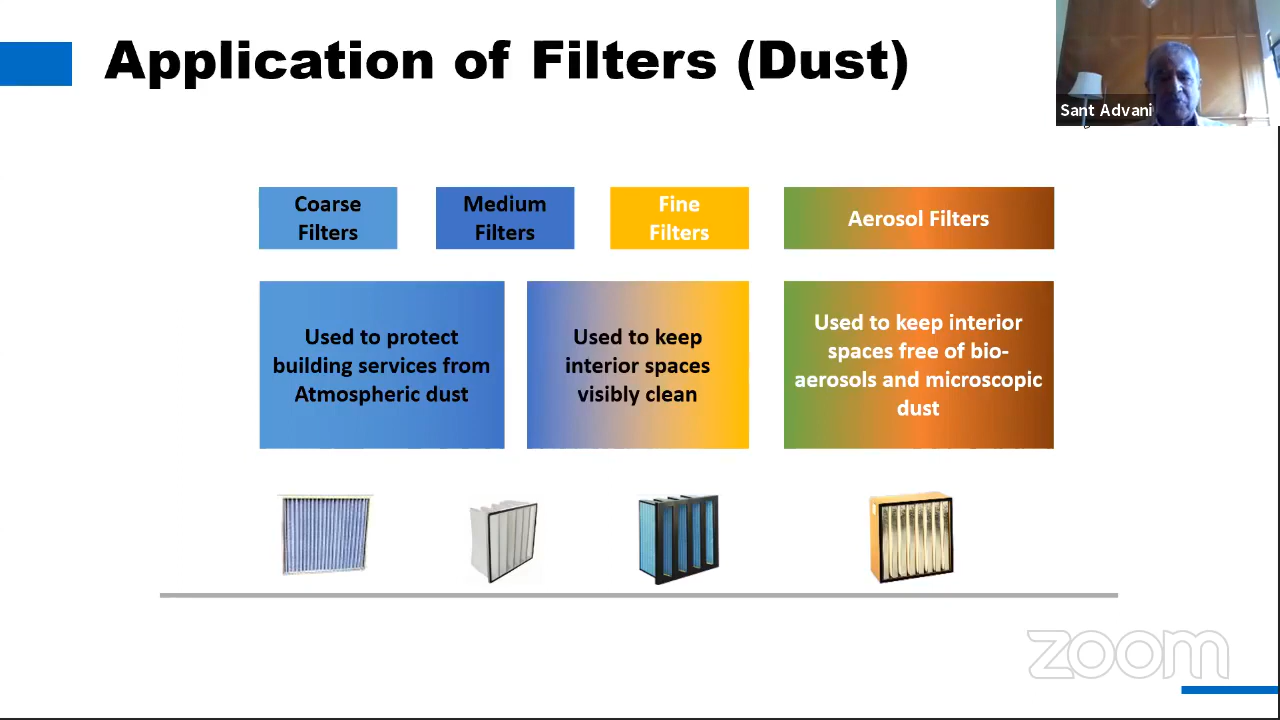 Application of Filters (Dust)
Sant Advani
Coarse
Filters
Medium
Filters
Fine
Filters
Aerosol Filters
Used to protect
building services from
Atmospheric dust
Used to keep
interior spaces
visibly clean
Used to keep interior
spaces free of bio-
aerosols and microscopic
dust
zoom